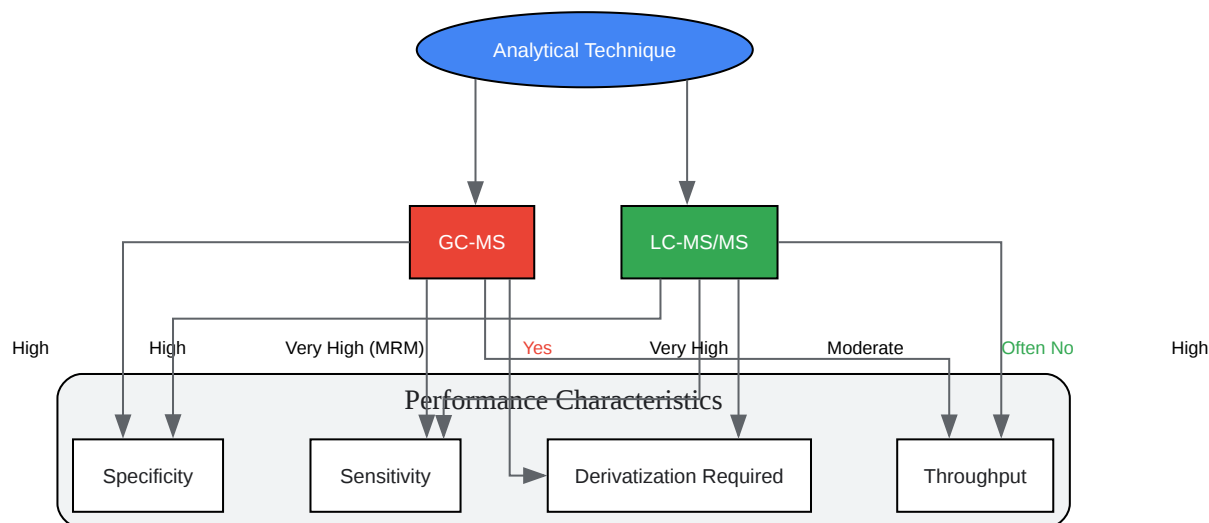 Analytical Technique
GC-MS
LC-MS/MS
High
High
Very High (MRM)
Yes
Very High
Moderate
Often No
High
Performance Characteristics
Specificity
Sensitivity
Derivatization Required
Throughput